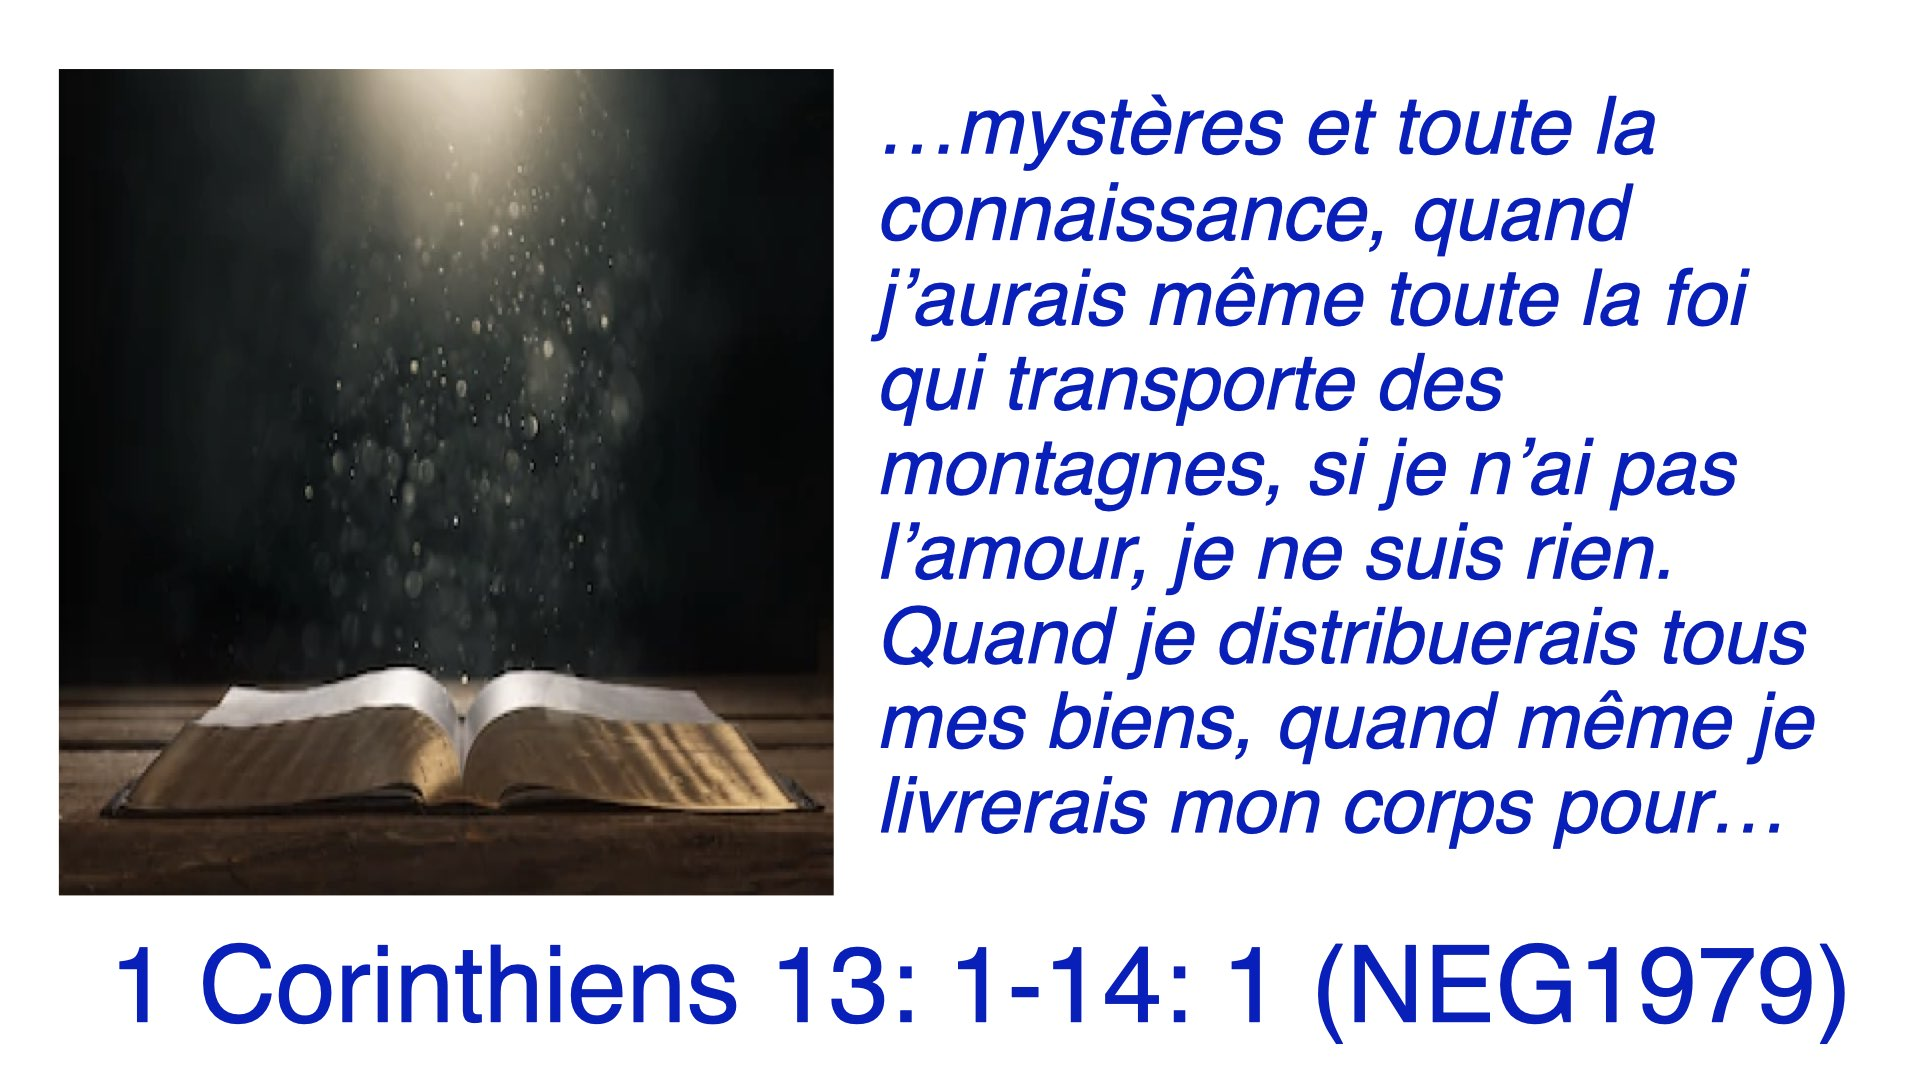 …mystères et toute la
connaissance, quand
j’aurais même toute la foi
qui transporte des
montagnes, si je n’ai pas
l’amour, je ne suis rien.
Quand je distribuerais tous
mes biens, quand même je
livrerais mon corps pour…
1 Corinthiens 13: 1-14: 1 (NEG1979)